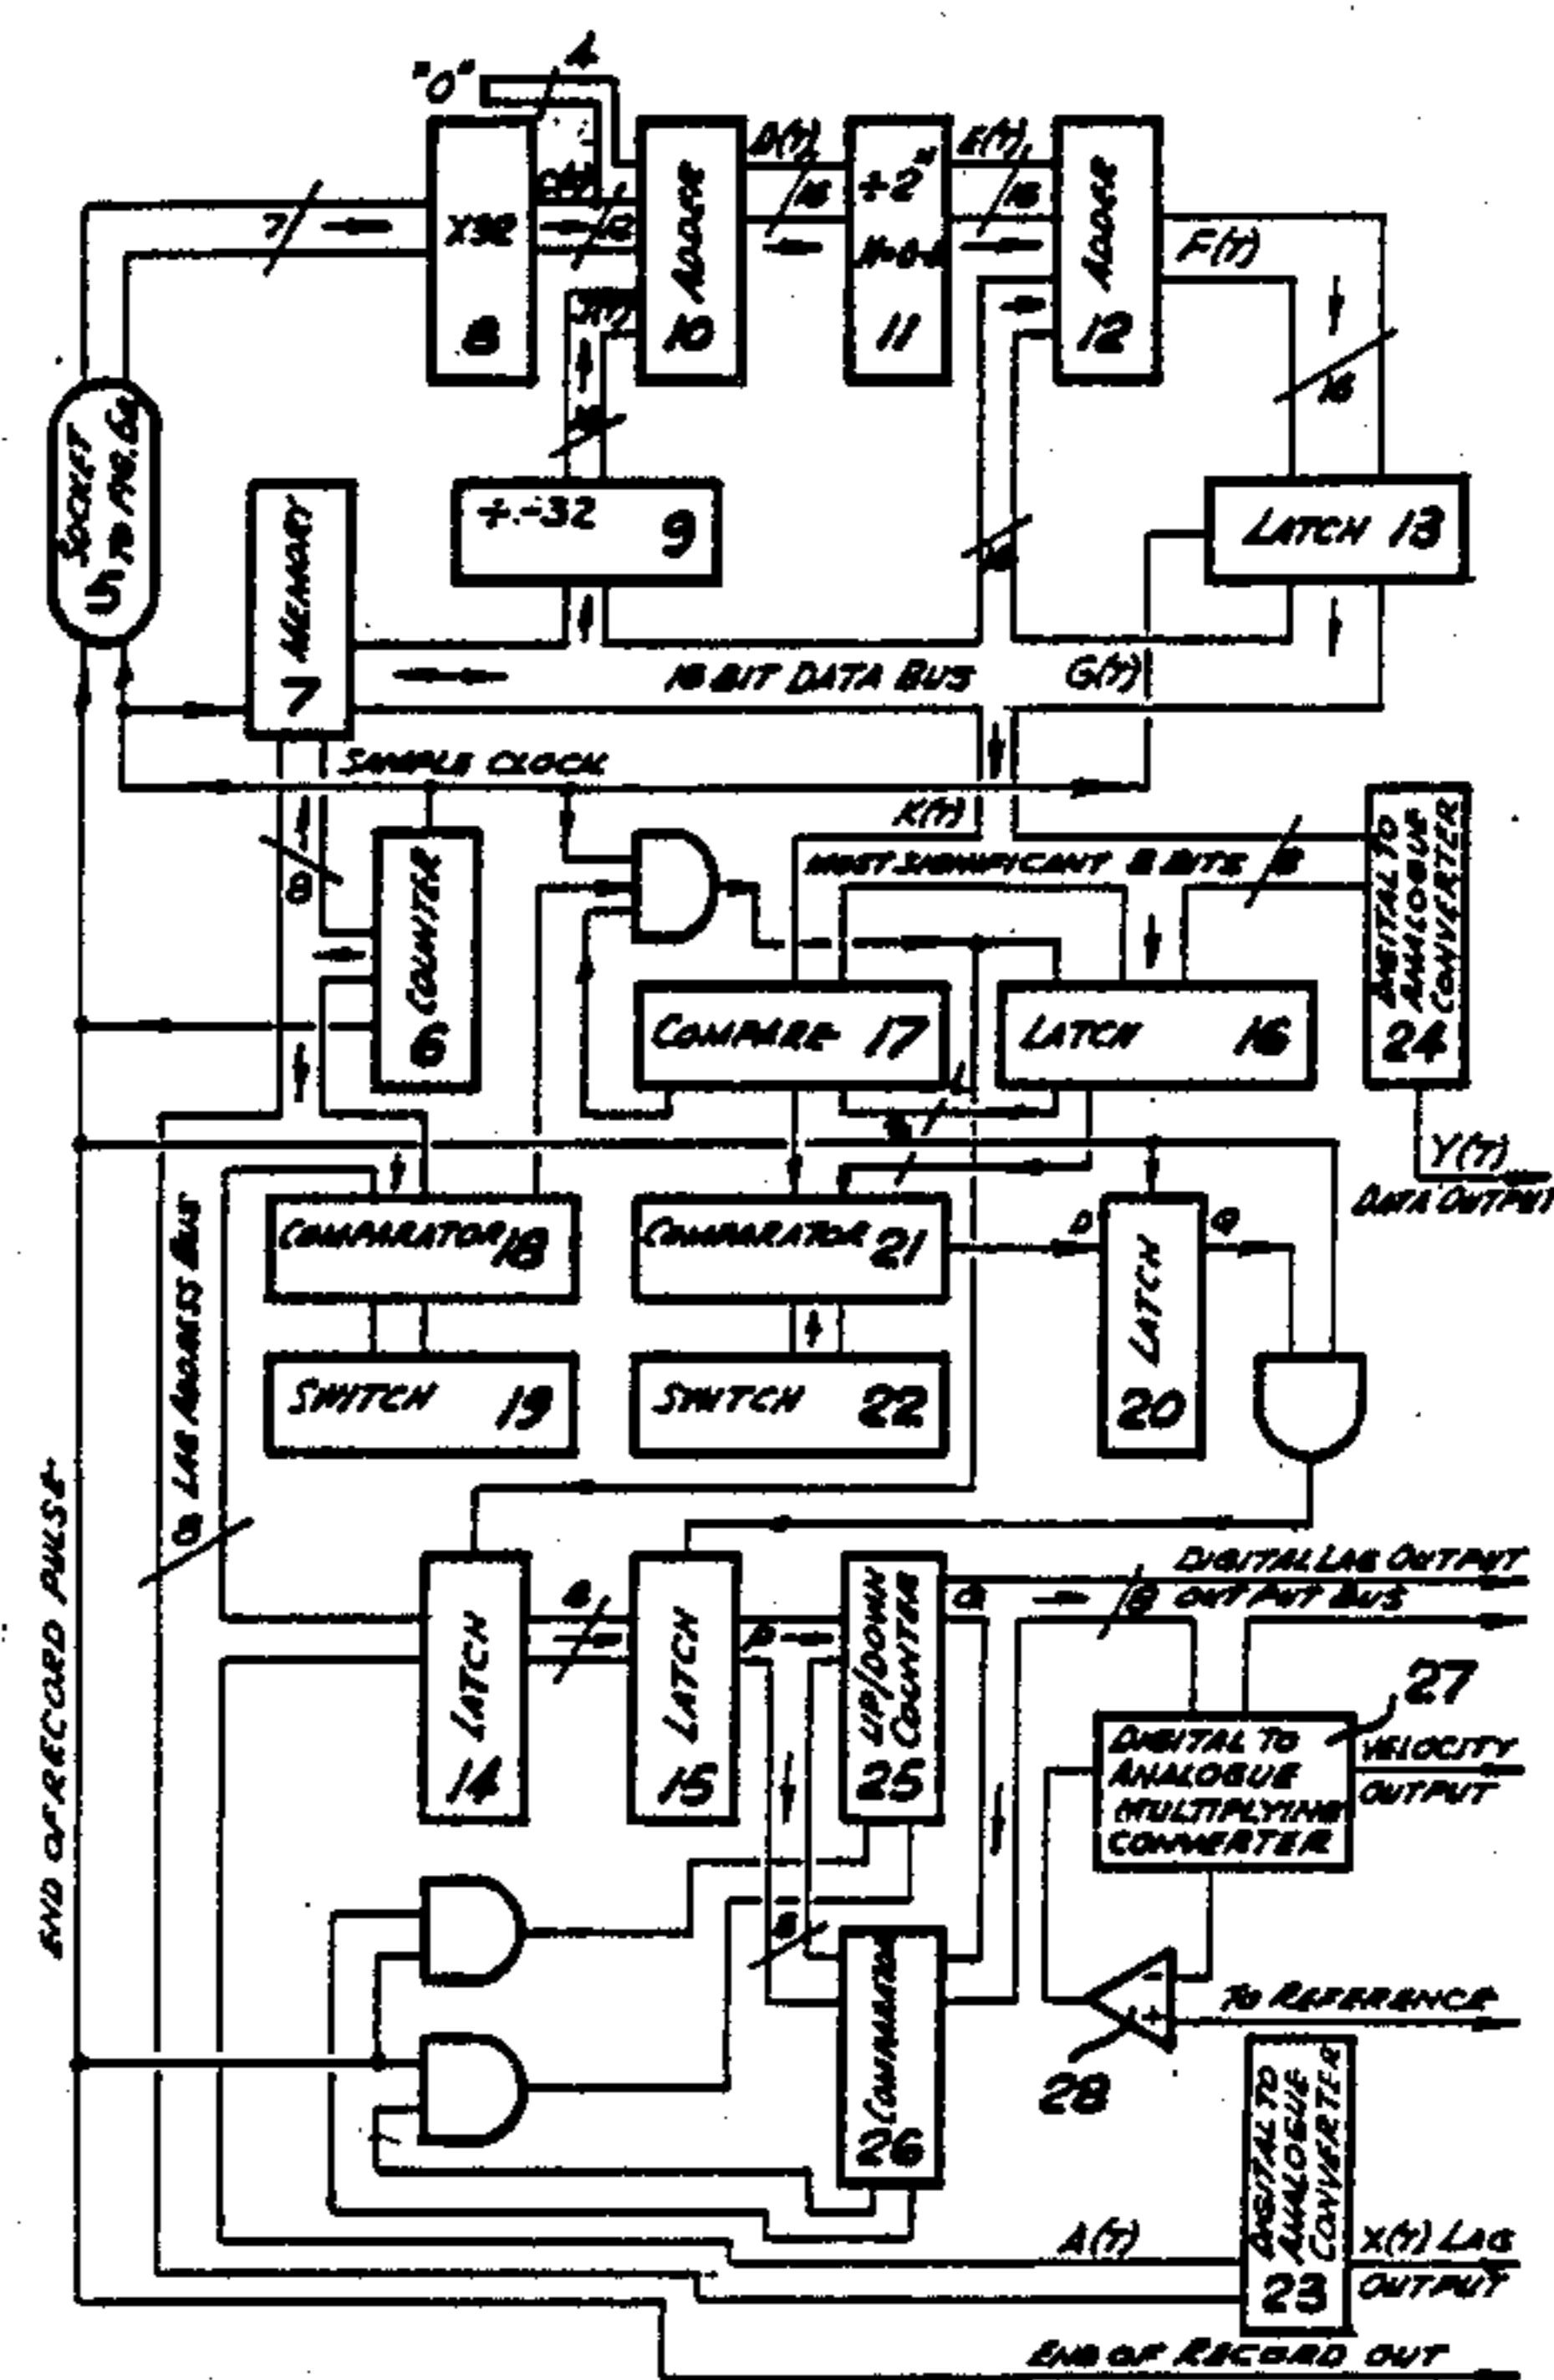 "0"
4
7
X32
8
ADDER
10
D(τ)
16
÷2ᴺ
11
E(τ)
16
ADDER
12
F(τ)
16
SOCKET
5
TO FIG. 6a
MEMORY
7
÷-32
9
LATCH 13
16 BIT DATA BUS
G(τ)
SAMPLE CLOCK
K(τ)
MOST SIGNIFICANT 8 BITS
8
8
COUNTER
6
COMPARE 17
LATCH 16
DIGITAL TO
ANALOGUE
CONVERTER
24
L
Y(τ)
DATA OUTPUT
8 LAG ADDRESS BUS
COMPARATOR 18
COMPARATOR 21
D
LATCH
20
Q
SWITCH 19
SWITCH 22
END OF RECORD PULSE
LATCH
14
8
LATCH
15
8
UP/DOWN
COUNTER
25
Q
8
DIGITAL LAG OUTPUT
OUTPUT BUS
27
DIGITAL TO
ANALOGUE
MULTIPLYING
CONVERTER
VELOCITY
OUTPUT
8
COMPARATOR
26
-
+
28
TO REFERENCE
DIGITAL TO
ANALOGUE
CONVERTER
23
A(τ)
X(τ) LAG
OUTPUT
END OF RECORD OUT